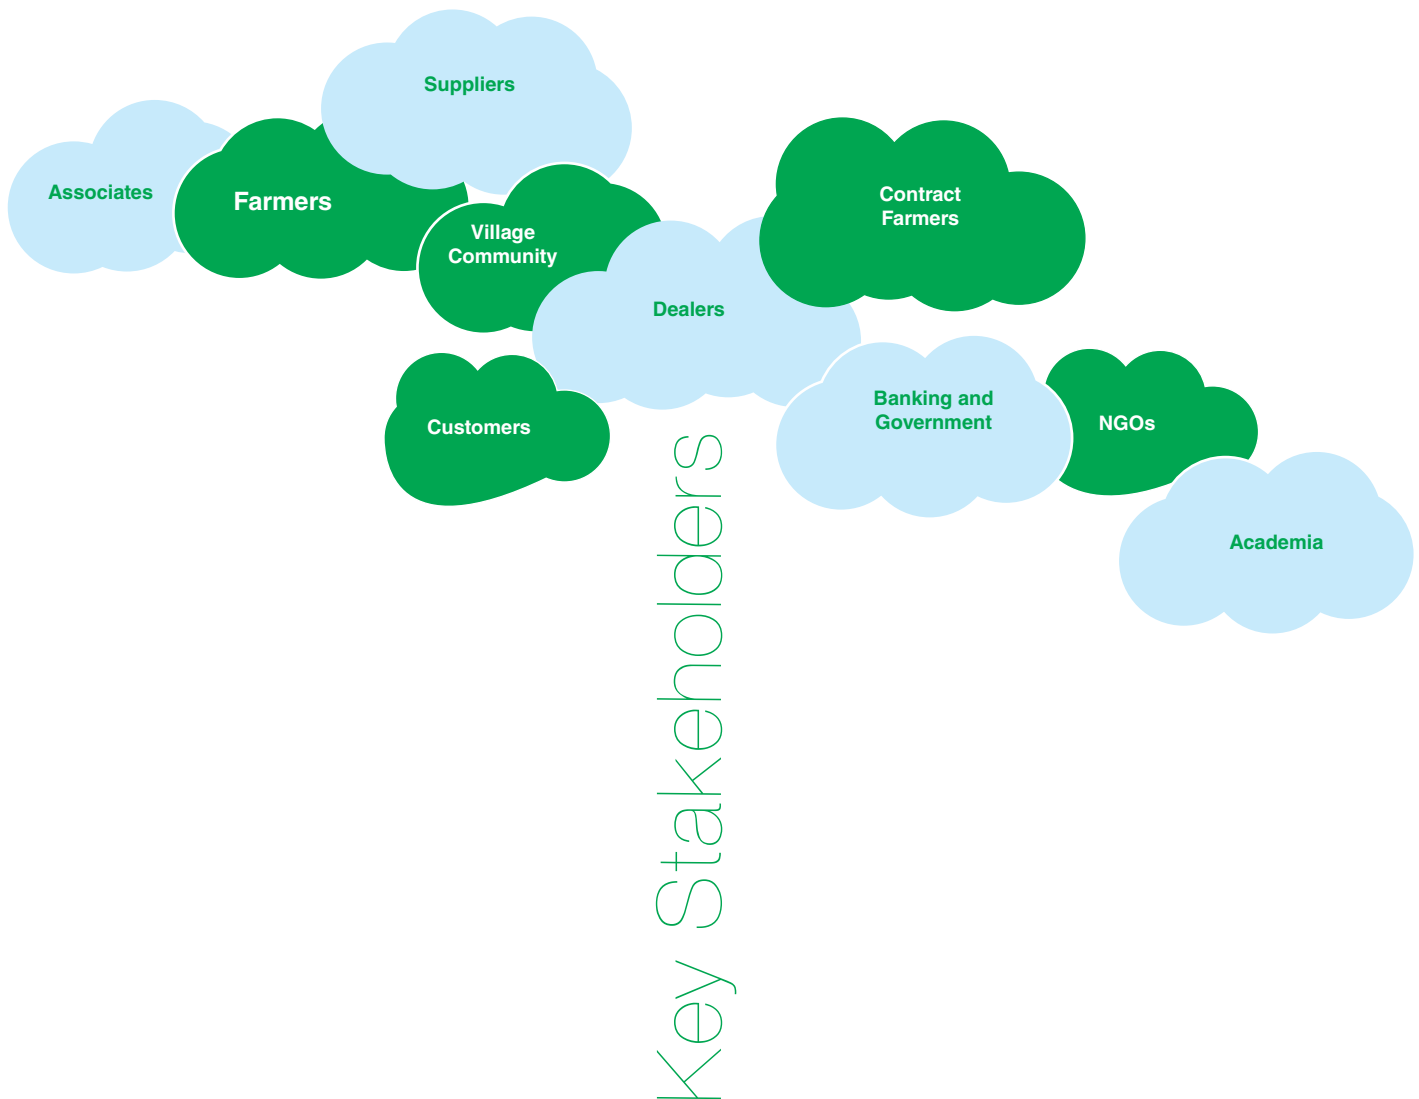 Suppliers
Associates
Farmers
Contract
Farmers
Village
Community
Dealers
Banking and
Government
NGOs
Customers
Academia
Key Stakeholders